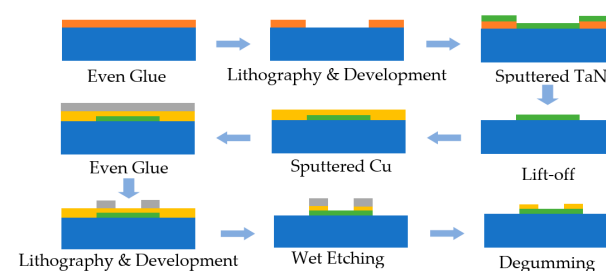 Even Glue
Lithography & Development
Sputtered TaN
Even Glue
Sputtered Cu
Lift-off
Lithography & Development
Wet Etching
Degumming